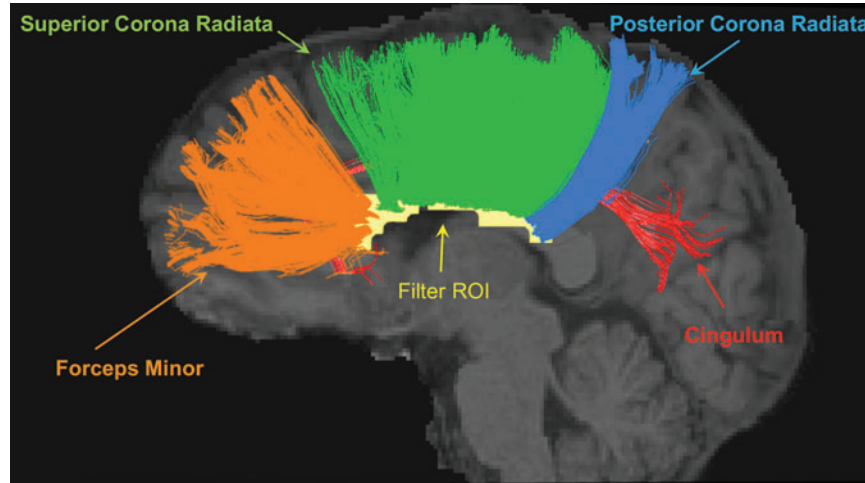 Superior Corona Radiata
Posterior Corona Radiata
Filter ROI
Cingulum
Forceps Minor